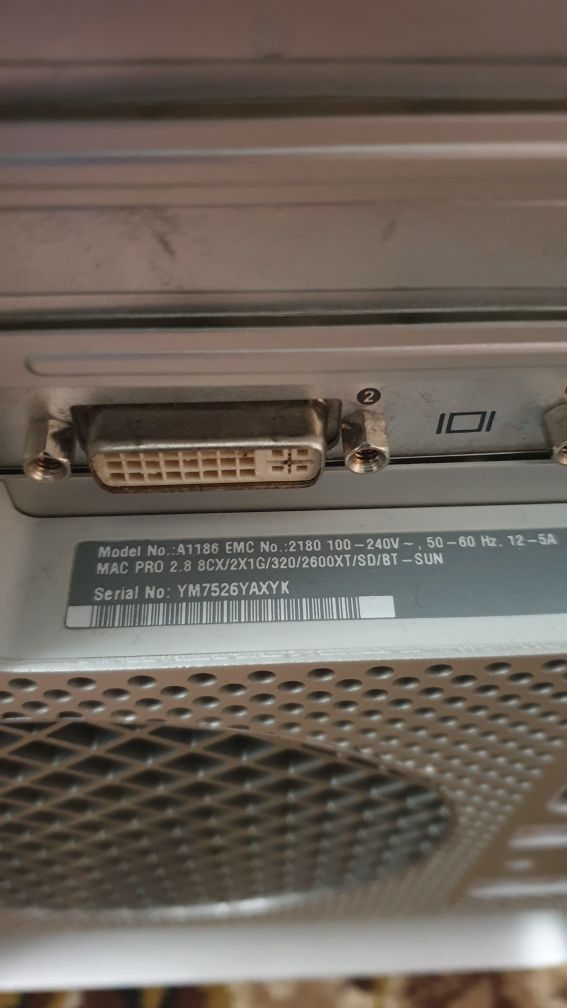 2
Model No.:A1186 EMC No.:2180 100-240V~, 50-60 Hz, 12-5A
MAC PRO 2.8 8CX/2X1G/320/2600XT/SD/BT-SUN
Serial No: YM7526YAXYK